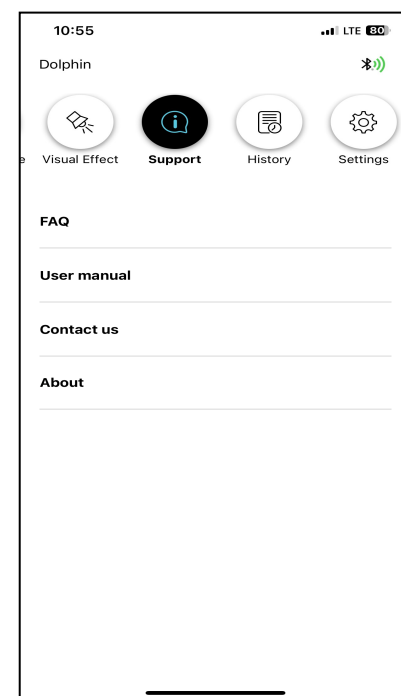 10:55 LTE 80
Dolphin
e Visual Effect Support History Settings
FAQ
User manual
Contact us
About